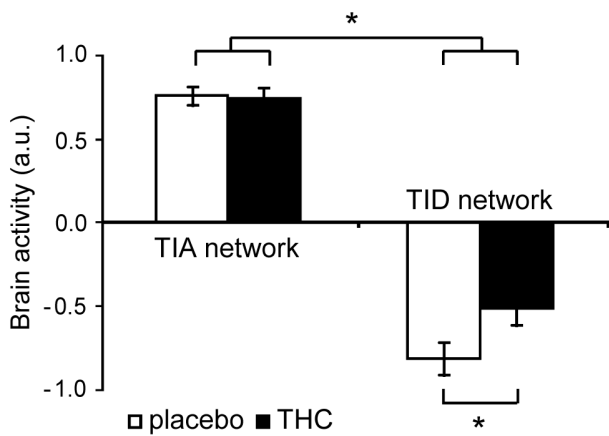 *
1.0
0.5
0.0
-0.5
-1.0
Brain activity (a.u.)
TIA network
TID network
*
placebo THC